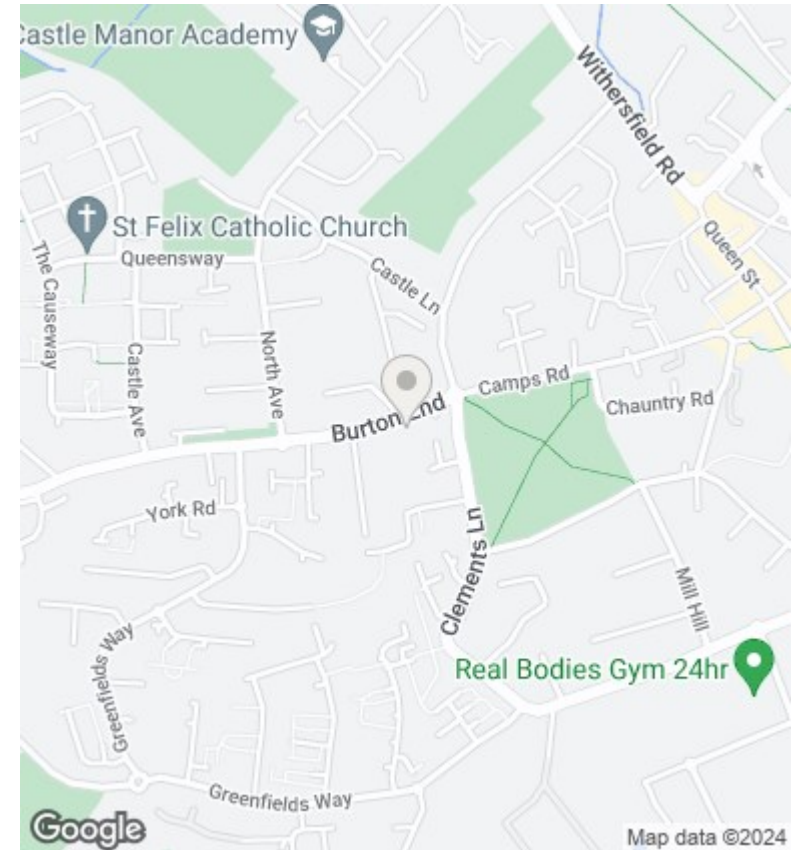 Castle Manor Academy
Withersfield Rd
St Felix Catholic Church
Queensway
Queen St
The Causeway
Castle Ln
North Ave
Castle Ave
Camps Rd
Chauntry Rd
Burton End
York Rd
Clements Ln
Mill Hill
Greenfields Way
Real Bodies Gym 24hr
Greenfields Way
Google
Map data ©2024